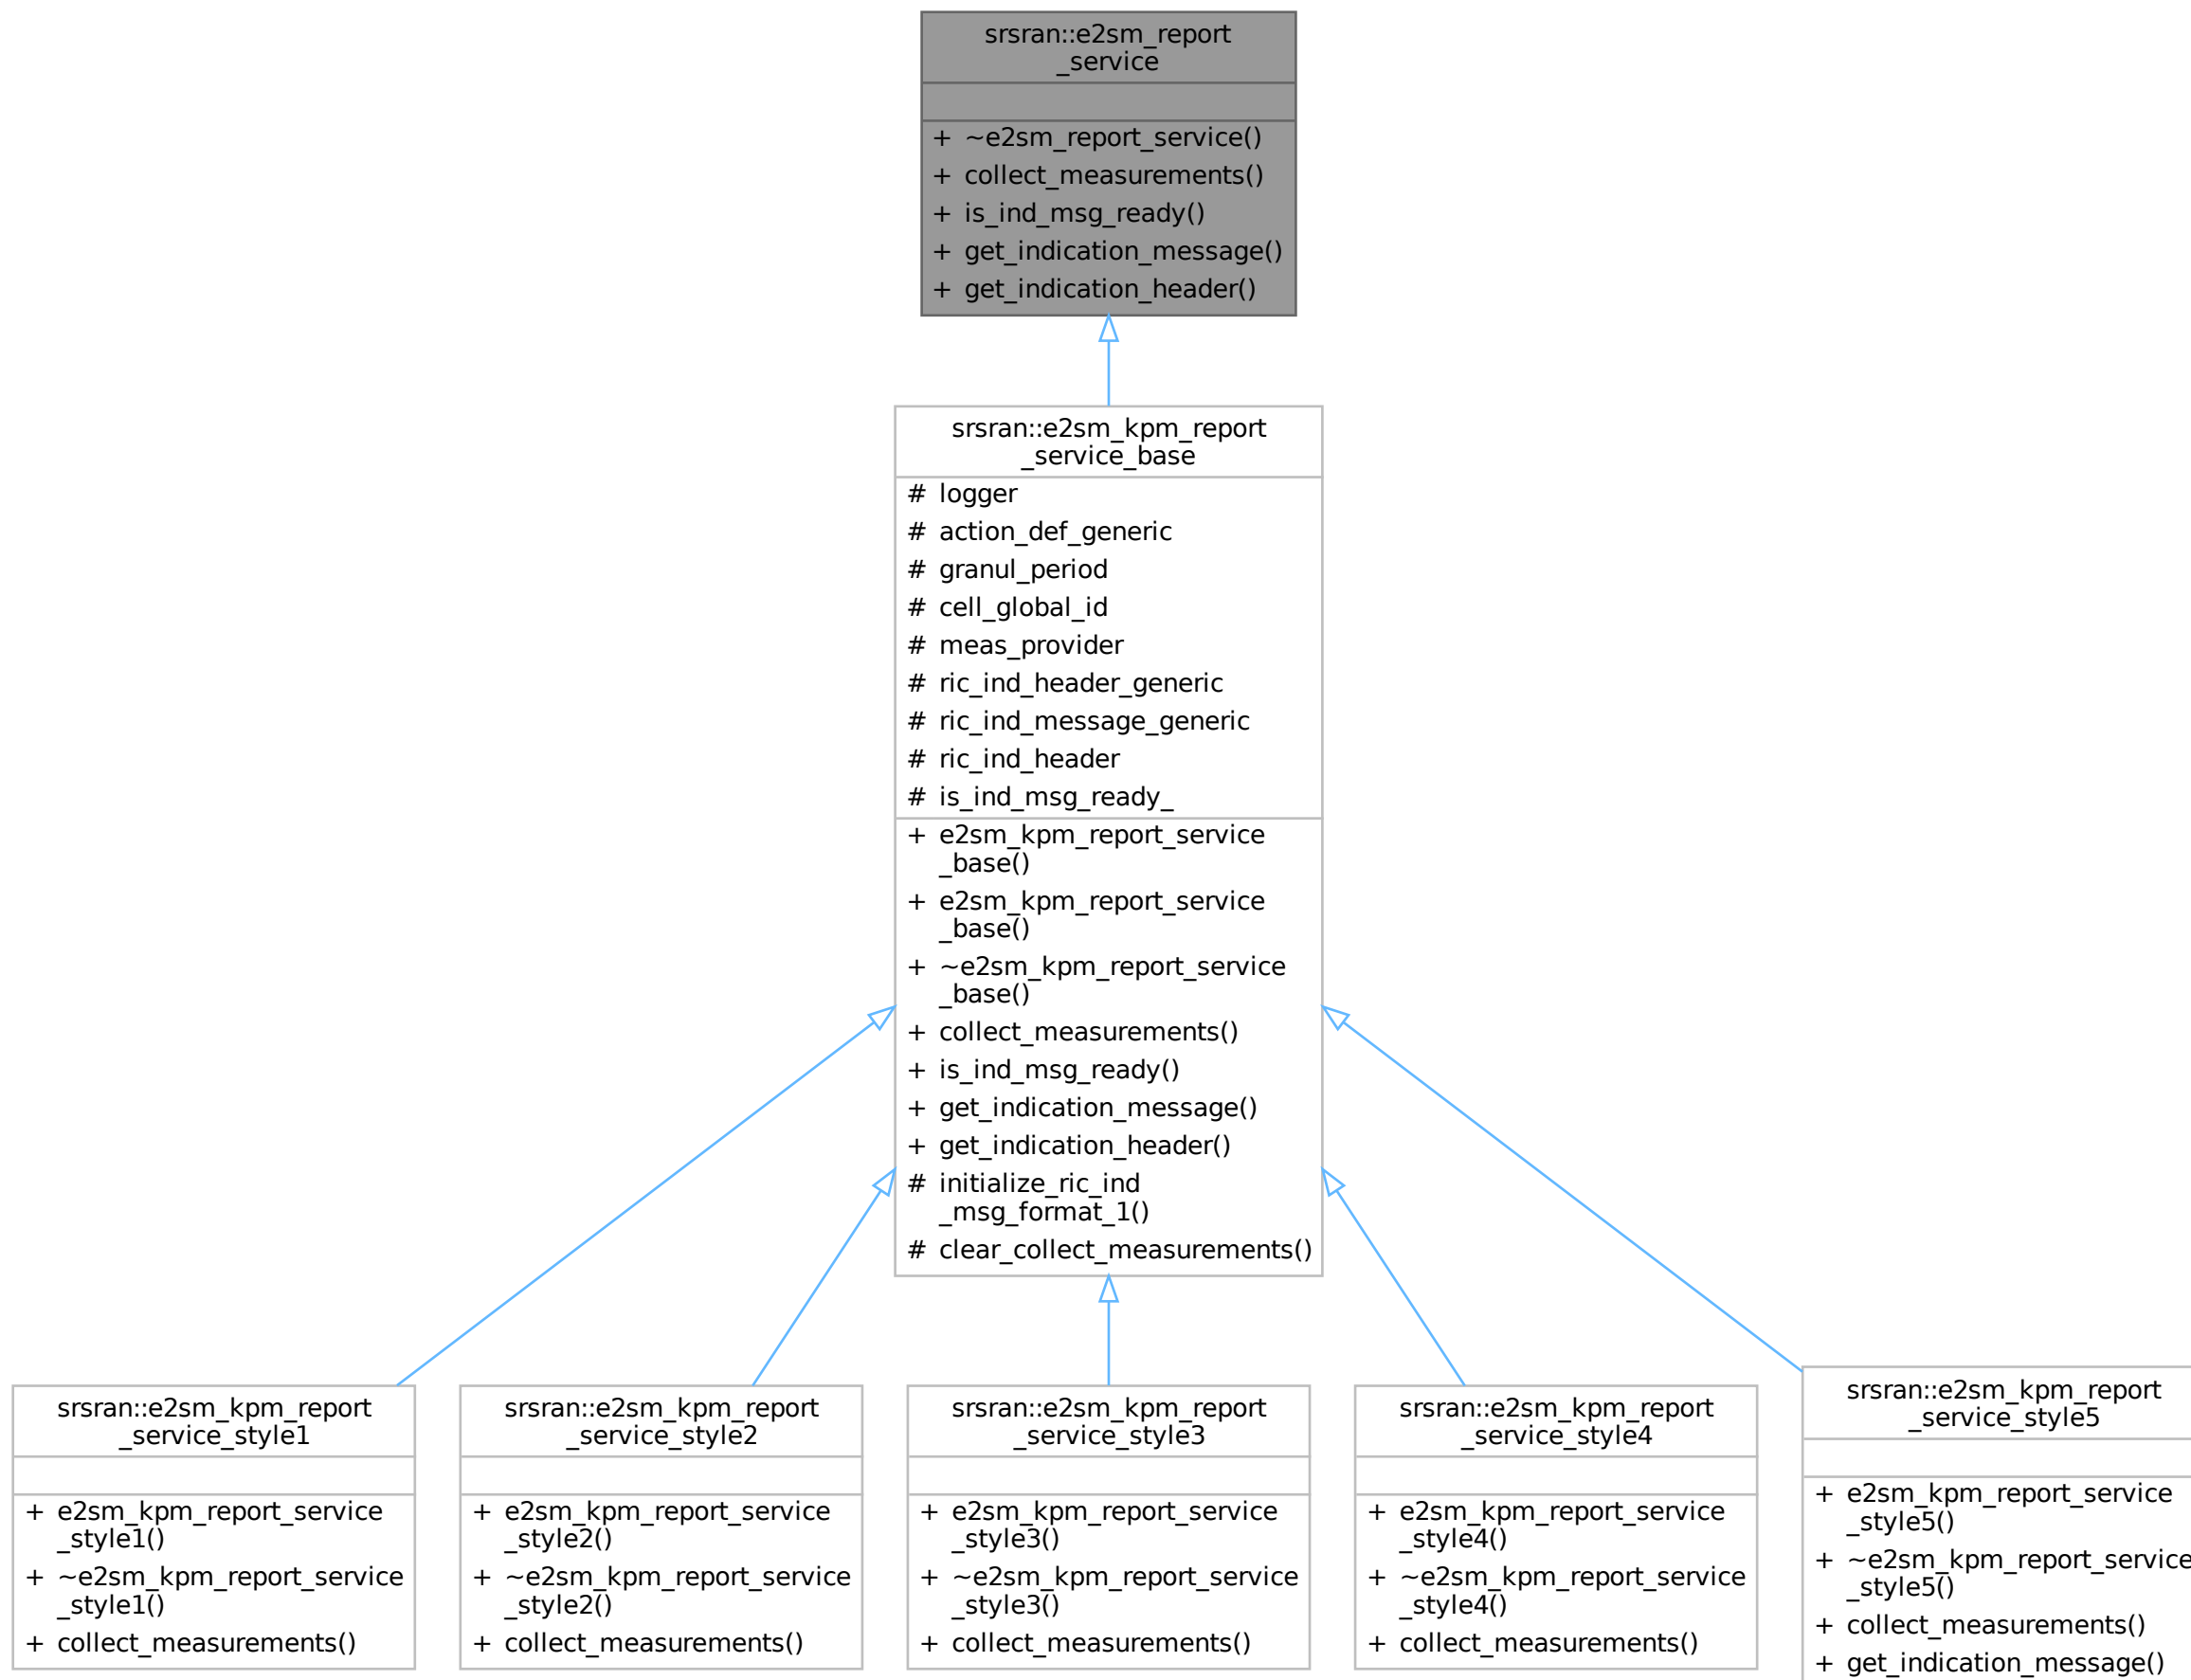 srsran::e2sm_report
_service
+ ~e2sm_report_service()
+ collect_measurements()
+ is_ind_msg_ready()
+ get_indication_message()
+ get_indication_header()
srsran::e2sm_kpm_report
_service_base
# logger
# action_def_generic
# granul_period
# cell_global_id
# meas_provider
# ric_ind_header_generic
# ric_ind_message_generic
# ric_ind_header
# is_ind_msg_ready_
+ e2sm_kpm_report_service
_base()
+ e2sm_kpm_report_service
_base()
+ ~e2sm_kpm_report_service
_base()
+ collect_measurements()
+ is_ind_msg_ready()
+ get_indication_message()
+ get_indication_header()
# initialize_ric_ind
_msg_format_1()
# clear_collect_measurements()
srsran::e2sm_kpm_report
_service_style1
+ e2sm_kpm_report_service
_style1()
+ ~e2sm_kpm_report_service
_style1()
+ collect_measurements()
srsran::e2sm_kpm_report
_service_style2
+ e2sm_kpm_report_service
_style2()
+ ~e2sm_kpm_report_service
_style2()
+ collect_measurements()
srsran::e2sm_kpm_report
_service_style3
+ e2sm_kpm_report_service
_style3()
+ ~e2sm_kpm_report_service
_style3()
+ collect_measurements()
srsran::e2sm_kpm_report
_service_style4
+ e2sm_kpm_report_service
_style4()
+ ~e2sm_kpm_report_service
_style4()
+ collect_measurements()
srsran::e2sm_kpm_report
_service_style5
+ e2sm_kpm_report_service
_style5()
+ ~e2sm_kpm_report_service
_style5()
+ collect_measurements()
+ get_indication_message()